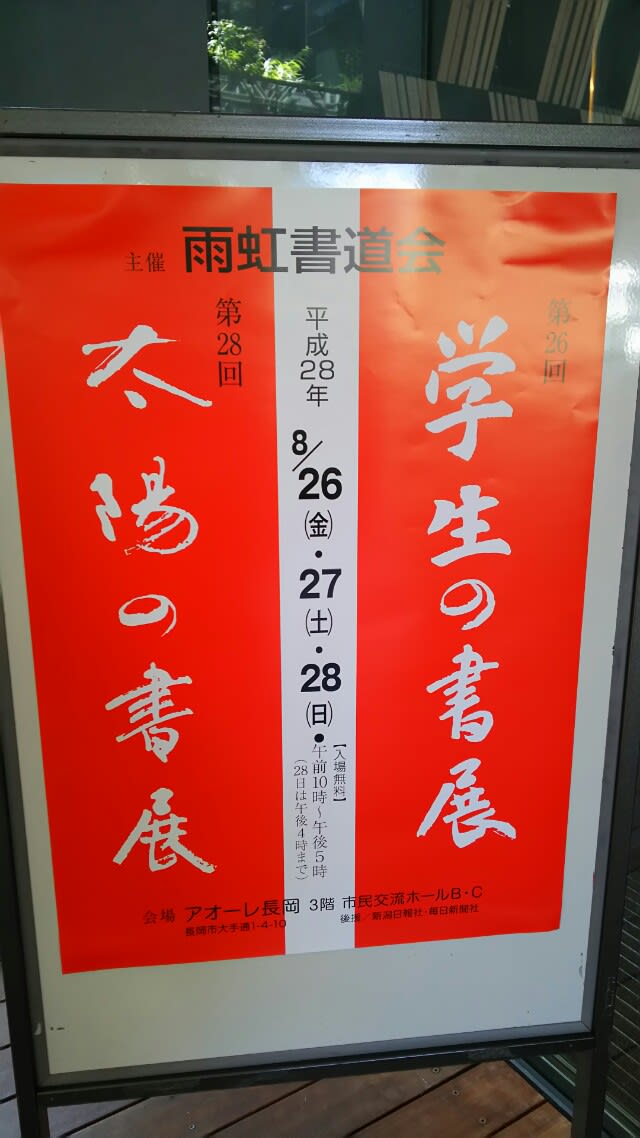 主催 雨虹書道会
第26回
学生の書展
平成28年
8/26(金)・27(土)・28(日)●
【入場無料】
午前10時～午後5時
(28日は午後4時まで)
第28回
太陽の書展
会場 アオーレ長岡 3階 市民交流ホールB・C
長岡市大手通1-4-10
後援/新潟日報社・毎日新聞社